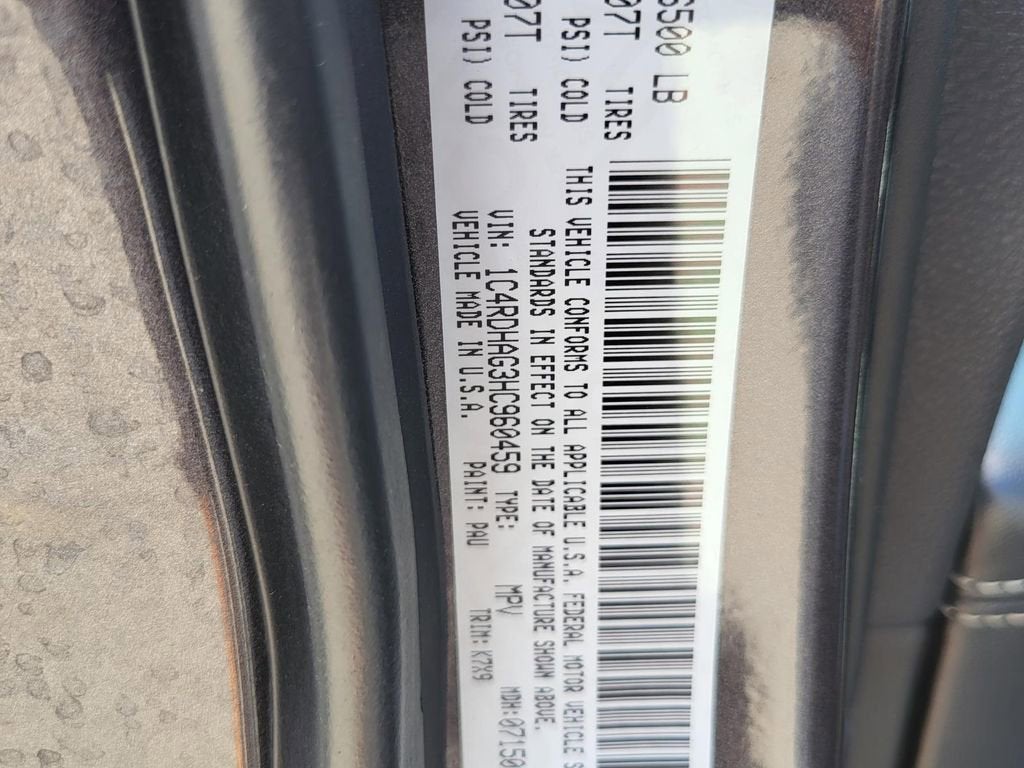 6500 LB
07T TIRES
PSI) COLD
07T TIRES
PSI) COLD
THIS VEHICLE CONFORMS TO ALL APPLICABLE U.S.A. FEDERAL MOTOR VEHICLE S
STANDARDS IN EFFECT ON THE DATE OF MANUFACTURE SHOWN ABOVE.
VIN: 1C4RDHAG3HC960459 TYPE: MPV MDH:07150
VEHICLE MADE IN U.S.A. PAINT: PAU TRIM: K7X9